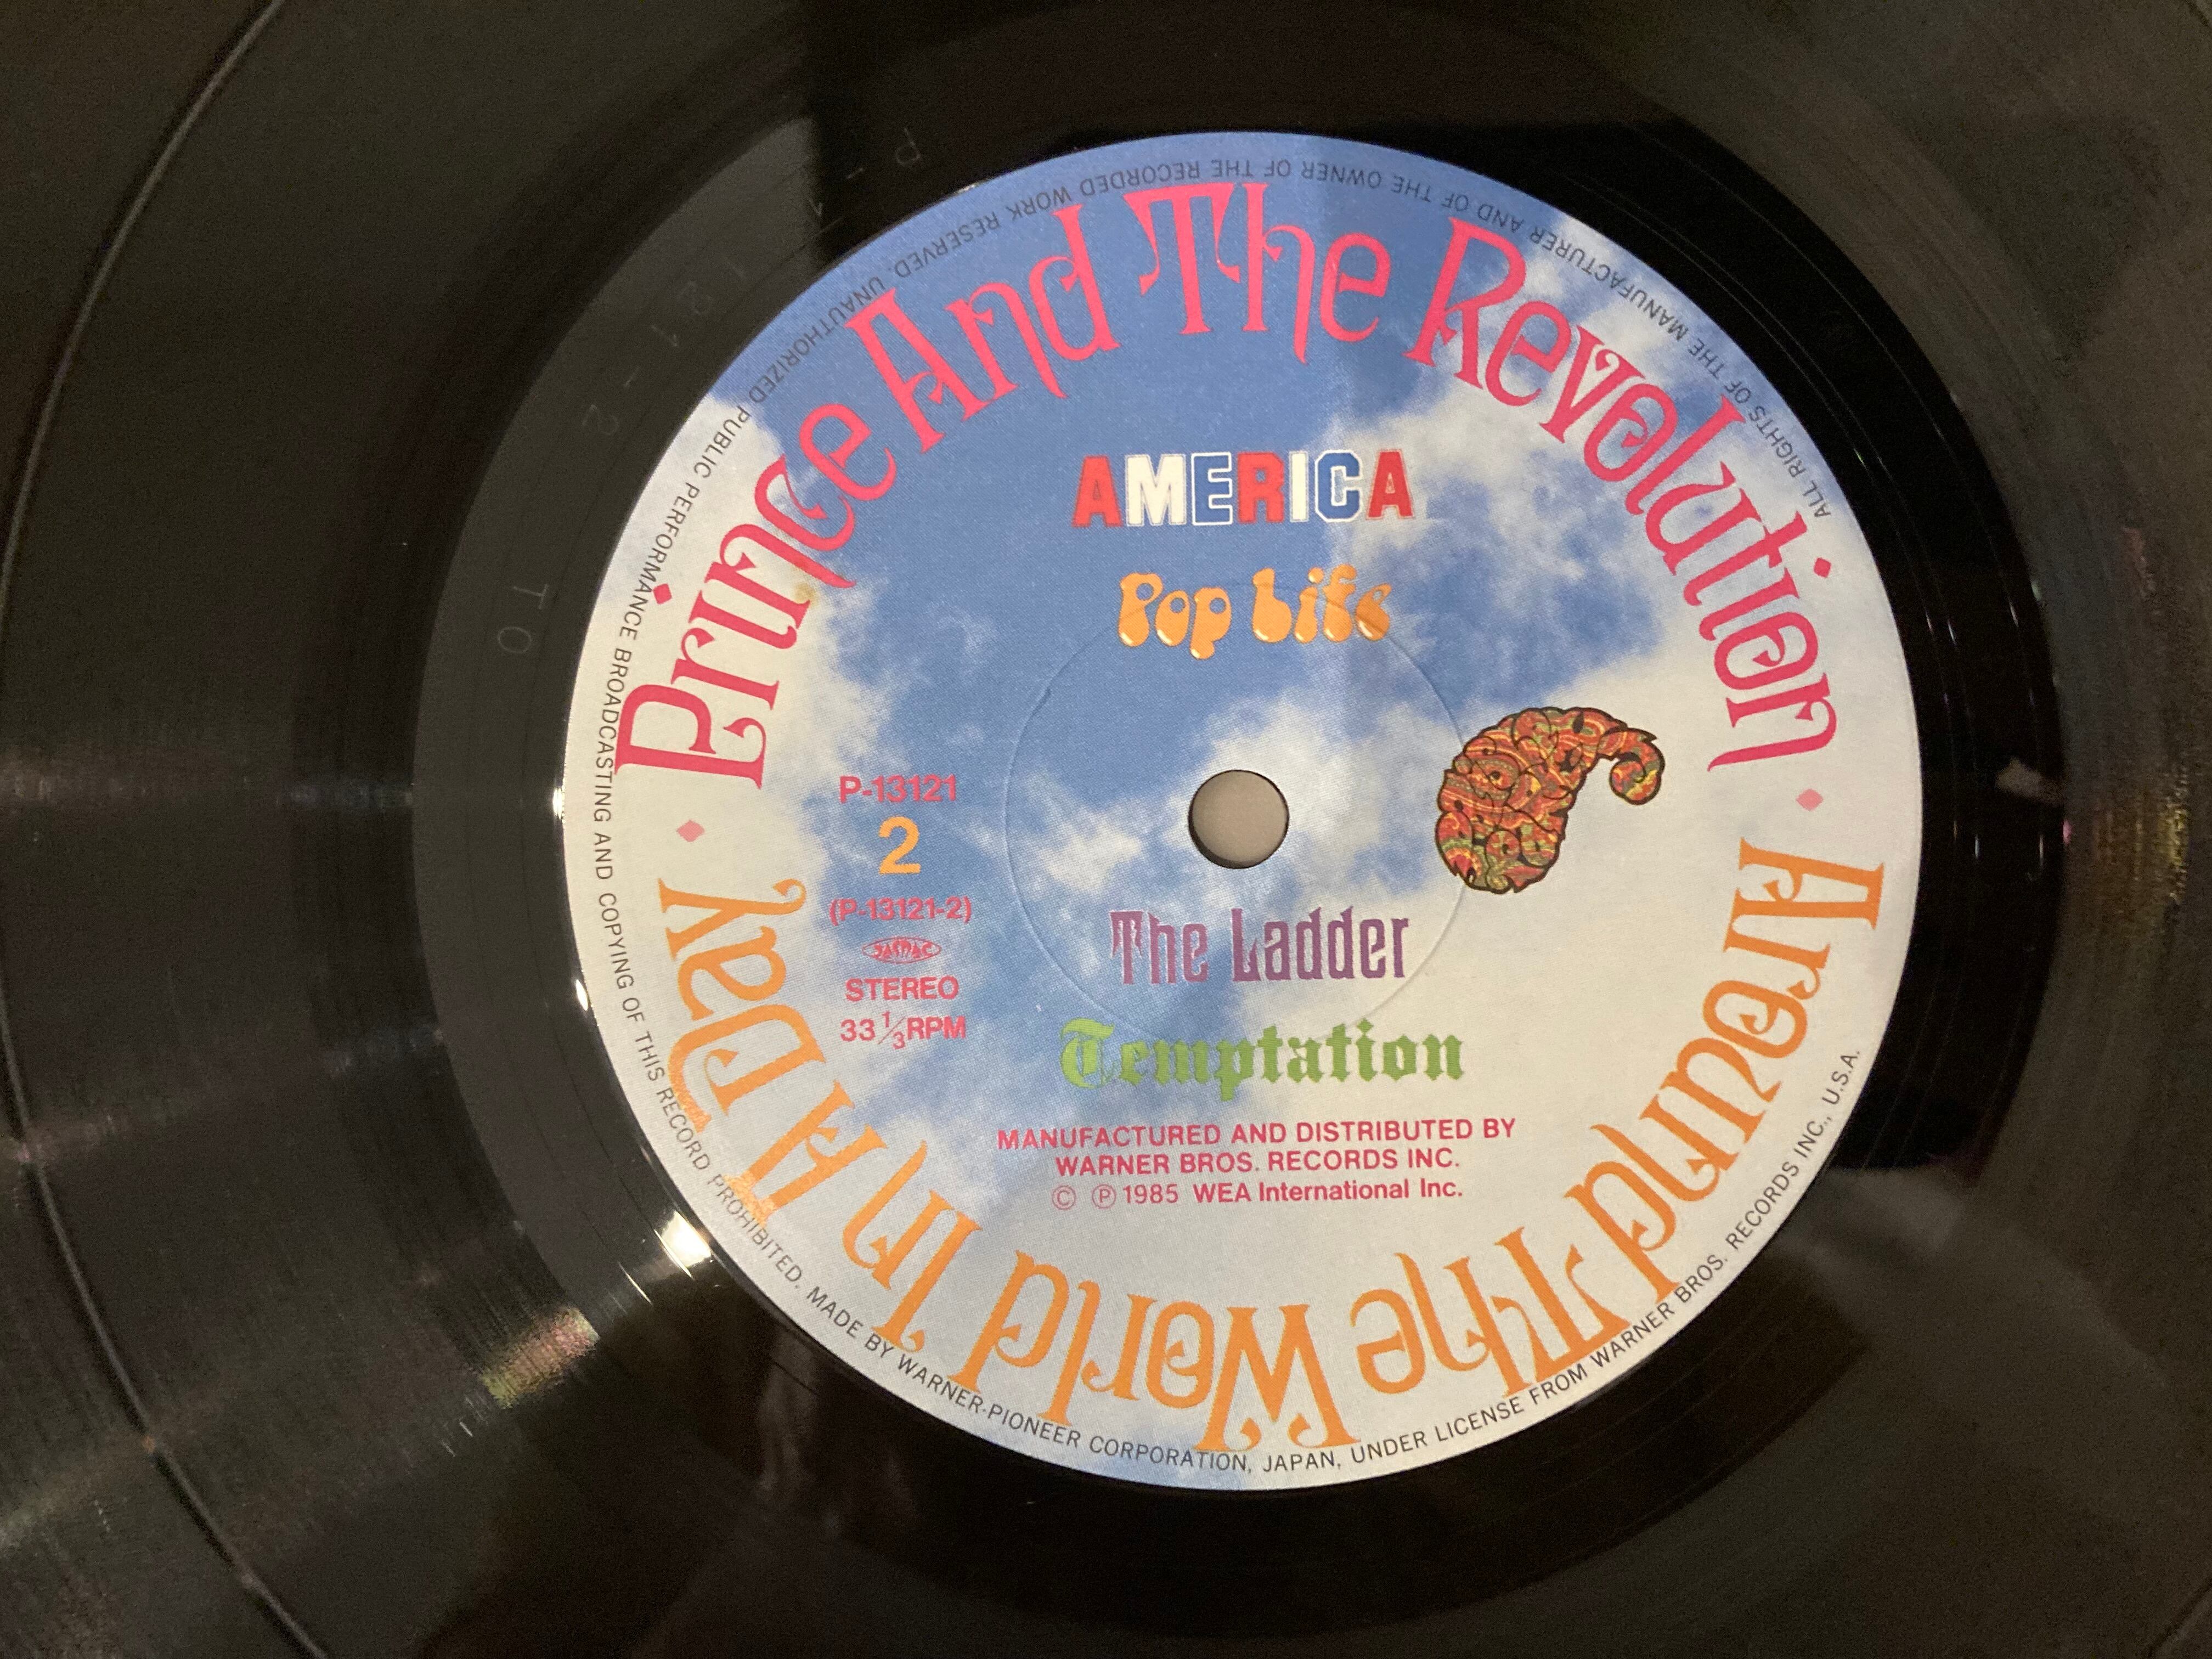 Prince And The Revolution
AMERICA
Pop Life
P-13121
2
(P-13121-2)
JASRAC
STEREO
33 1/3 RPM
The Ladder
Temptation
MANUFACTURED AND DISTRIBUTED BY
WARNER BROS. RECORDS INC.
© ℗ 1985 WEA International Inc.
Around The World In A Day
ALL RIGHTS OF THE MANUFACTURER AND OF THE OWNER OF THE RECORDED WORK RESERVED. UNAUTHORIZED PUBLIC PERFORMANCE BROADCASTING AND COPYING OF THIS RECORD PROHIBITED. MADE BY WARNER-PIONEER CORPORATION, JAPAN, UNDER LICENSE FROM WARNER BROS. RECORDS INC., U.S.A.